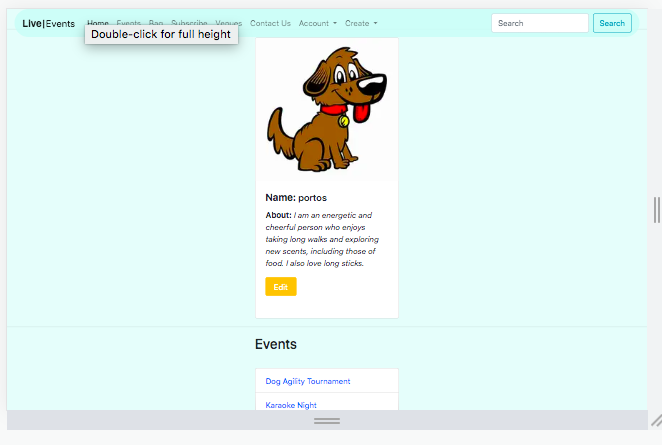 Live|Events Home Events Bag Subscribe Venues Contact Us Account Create Search Search
Double-click for full height
Name: portos
About: I am an energetic and
cheerful person who enjoys
taking long walks and exploring
new scents, including those of
food. I also love long sticks.
Edit
Events
Dog Agility Tournament
Karaoke Night